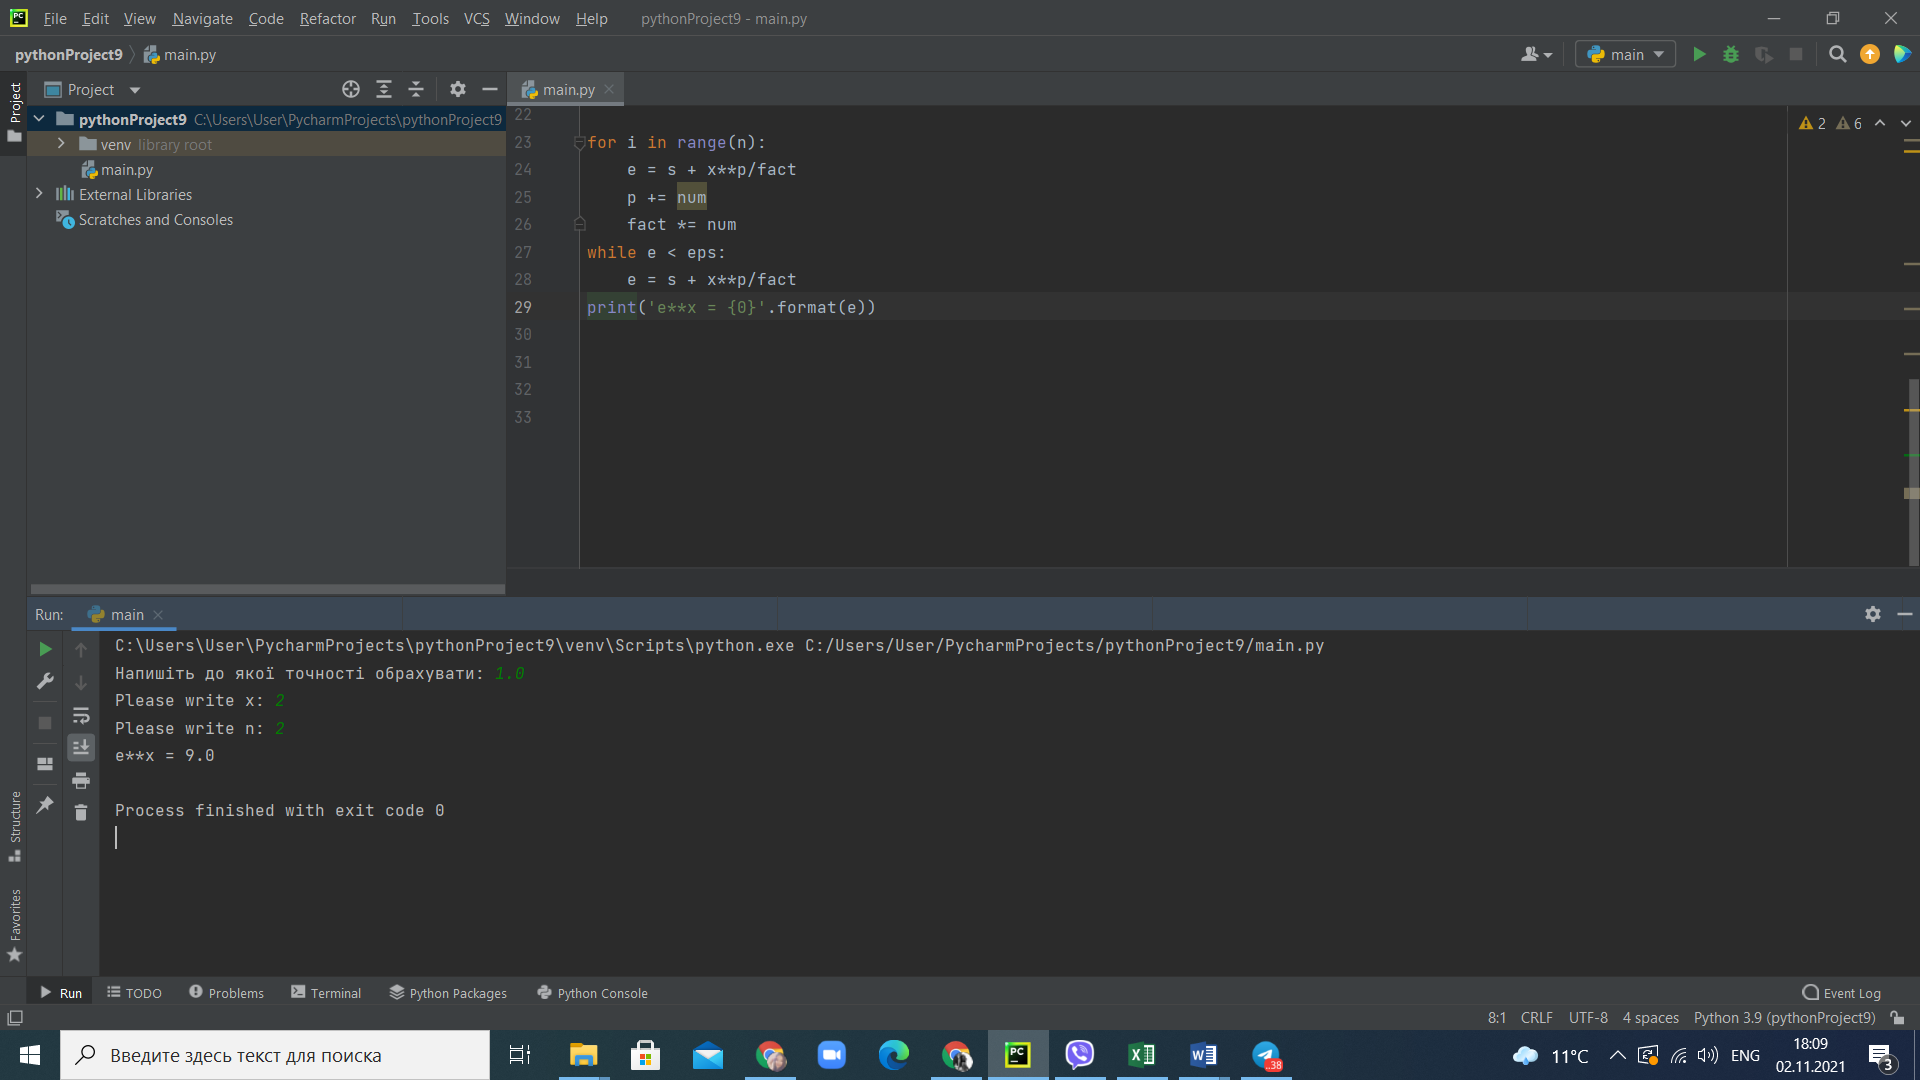 File Edit View Navigate Code Refactor Run Tools VCS Window Help pythonProject9 - main.py
pythonProject9 main.py main
Project main.py
Project
pythonProject9 C:\Users\User\PycharmProjects\pythonProject9
venv library root
main.py
External Libraries
Scratches and Consoles
2 6
22
23 for i in range(n):
24 e = s + x**p/fact
25 p += num
26 fact *= num
27 while e < eps:
28 e = s + x**p/fact
29 print('e**x = {0}'.format(e))
30
31
32
33
Run: main
C:\Users\User\PycharmProjects\pythonProject9\venv\Scripts\python.exe C:/Users/User/PycharmProjects/pythonProject9/main.py
Напишіть до якої точності обрахувати: 1.0
Please write x: 2
Please write n: 2
e**x = 9.0
Process finished with exit code 0
Structure
Favorites
Run TODO Problems Terminal Python Packages Python Console Event Log
8:1 CRLF UTF-8 4 spaces Python 3.9 (pythonProject9)
Введите здесь текст для поиска
PC
38
11°C ENG
18:09
02.11.2021
3